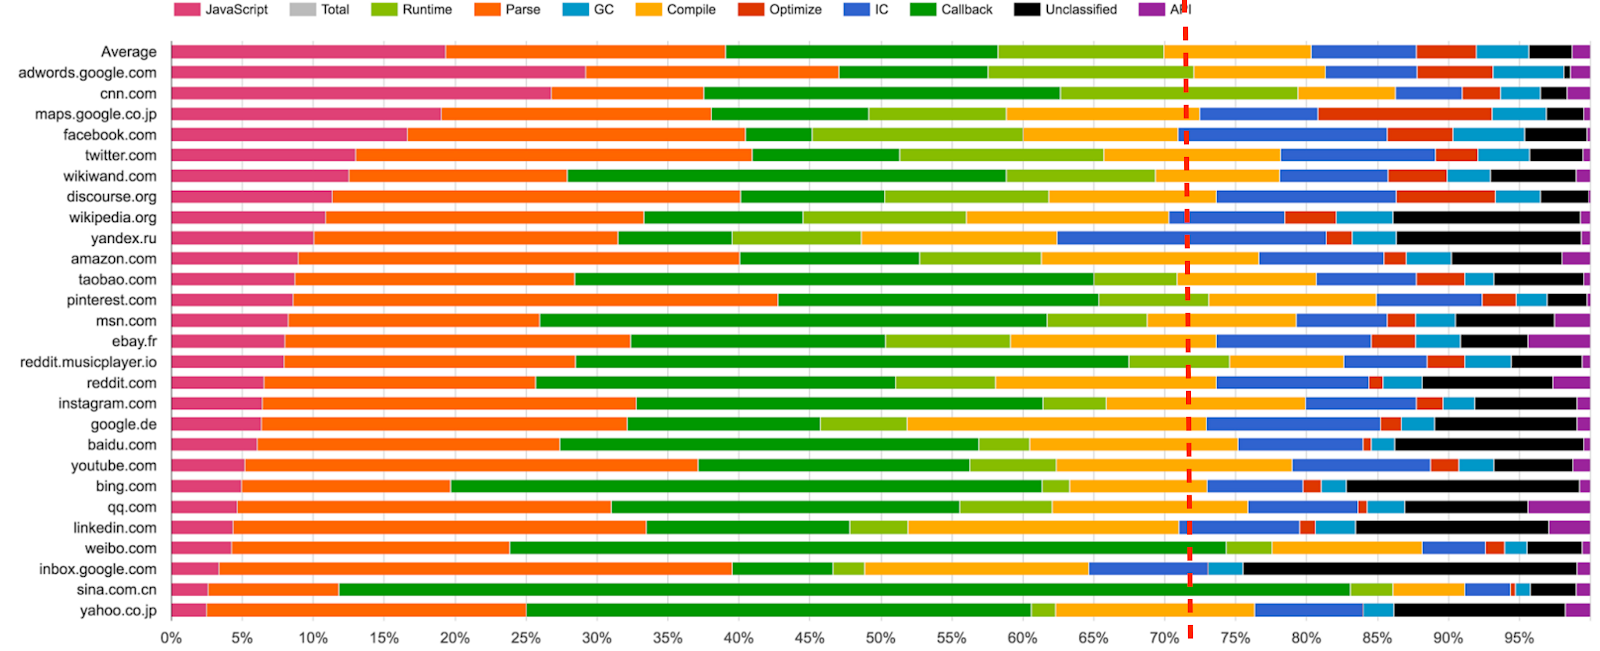 JavaScript Total Runtime Parse GC Compile Optimize IC Callback Unclassified API
Average
adwords.google.com
cnn.com
maps.google.co.jp
facebook.com
twitter.com
wikiwand.com
discourse.org
wikipedia.org
yandex.ru
amazon.com
taobao.com
pinterest.com
msn.com
ebay.fr
reddit.musicplayer.io
reddit.com
instagram.com
google.de
baidu.com
youtube.com
bing.com
qq.com
linkedin.com
weibo.com
inbox.google.com
sina.com.cn
yahoo.co.jp
0% 5% 10% 15% 20% 25% 30% 35% 40% 45% 50% 55% 60% 65% 70% 75% 80% 85% 90% 95%